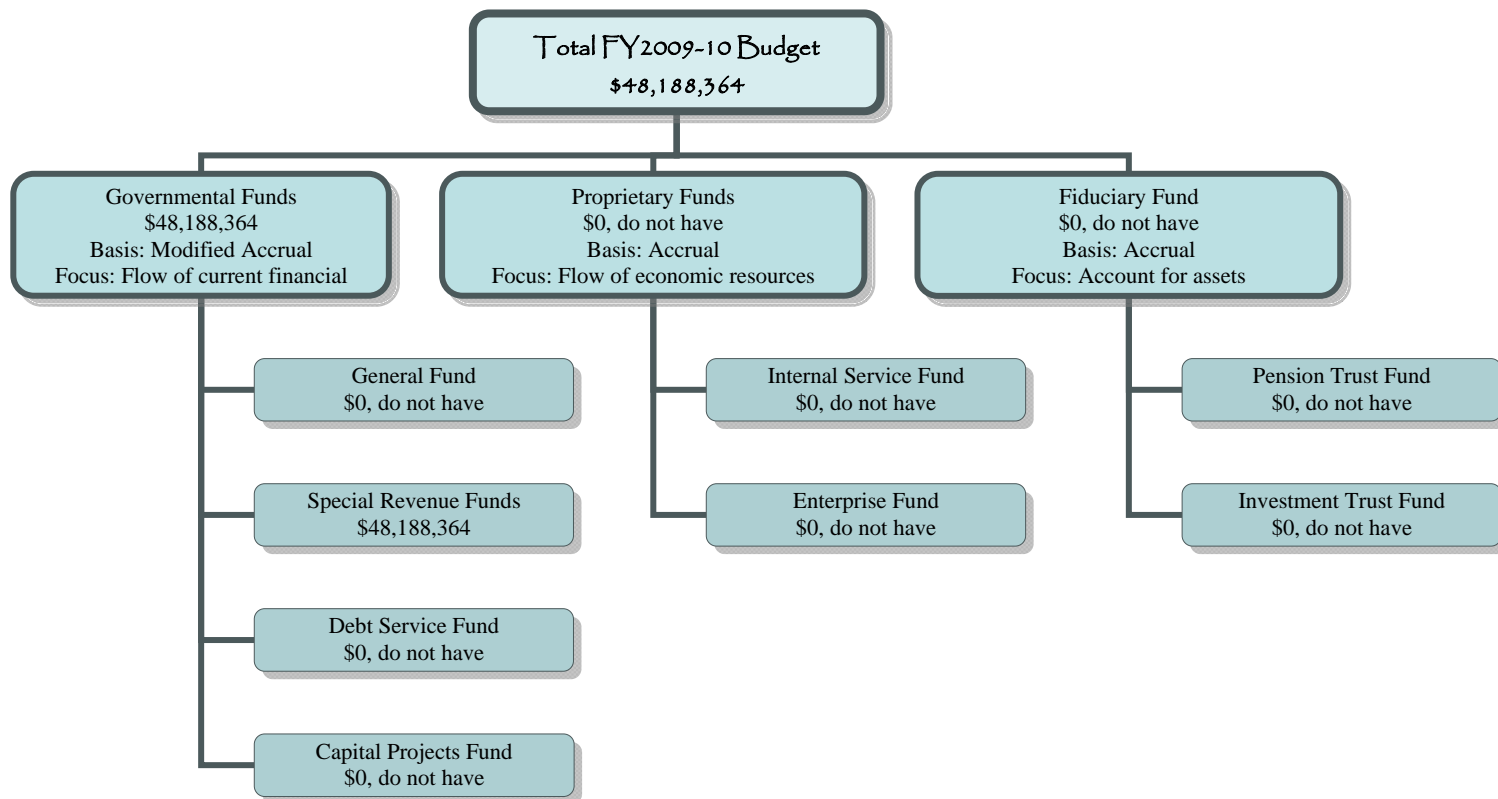 Total FY2009-10 Budget
$48,188,364
Governmental Funds
$48,188,364
Basis: Modified Accrual
Focus: Flow of current financial
Proprietary Funds
$0, do not have
Basis: Accrual
Focus: Flow of economic resources
Fiduciary Fund
$0, do not have
Basis: Accrual
Focus: Account for assets
General Fund
$0, do not have
Special Revenue Funds
$48,188,364
Debt Service Fund
$0, do not have
Capital Projects Fund
$0, do not have
Internal Service Fund
$0, do not have
Enterprise Fund
$0, do not have
Pension Trust Fund
$0, do not have
Investment Trust Fund
$0, do not have